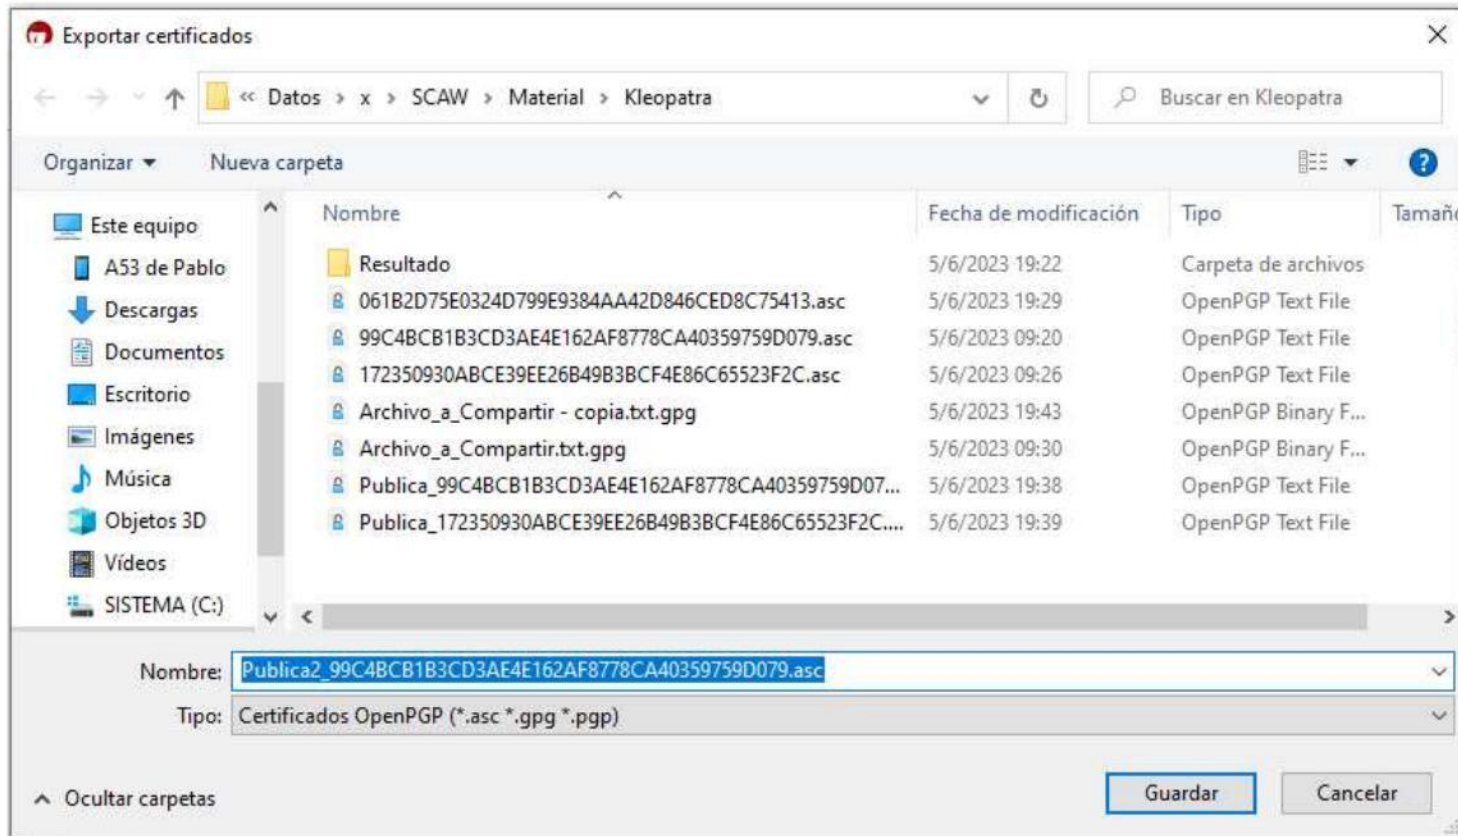 Exportar certificados
« Datos › x › SCAW › Material › Kleopatra
Buscar en Kleopatra
Organizar
Nueva carpeta
Este equipo
A53 de Pablo
Descargas
Documentos
Escritorio
Imágenes
Música
Objetos 3D
Vídeos
SISTEMA (C:)
Nombre Fecha de modificación Tipo Tamañ
Resultado 5/6/2023 19:22 Carpeta de archivos
061B2D75E0324D799E9384AA42D846CED8C75413.asc 5/6/2023 19:29 OpenPGP Text File
99C4BCB1B3CD3AE4E162AF8778CA40359759D079.asc 5/6/2023 09:20 OpenPGP Text File
172350930ABCE39EE26B49B3BCF4E86C65523F2C.asc 5/6/2023 09:26 OpenPGP Text File
Archivo_a_Compartir - copia.txt.gpg 5/6/2023 19:43 OpenPGP Binary F...
Archivo_a_Compartir.txt.gpg 5/6/2023 09:30 OpenPGP Binary F...
Publica_99C4BCB1B3CD3AE4E162AF8778CA40359759D07... 5/6/2023 19:38 OpenPGP Text File
Publica_172350930ABCE39EE26B49B3BCF4E86C65523F2C.... 5/6/2023 19:39 OpenPGP Text File
Nombre: Publica2_99C4BCB1B3CD3AE4E162AF8778CA40359759D079.asc
Tipo: Certificados OpenPGP (*.asc *.gpg *.pgp)
Ocultar carpetas
Guardar
Cancelar